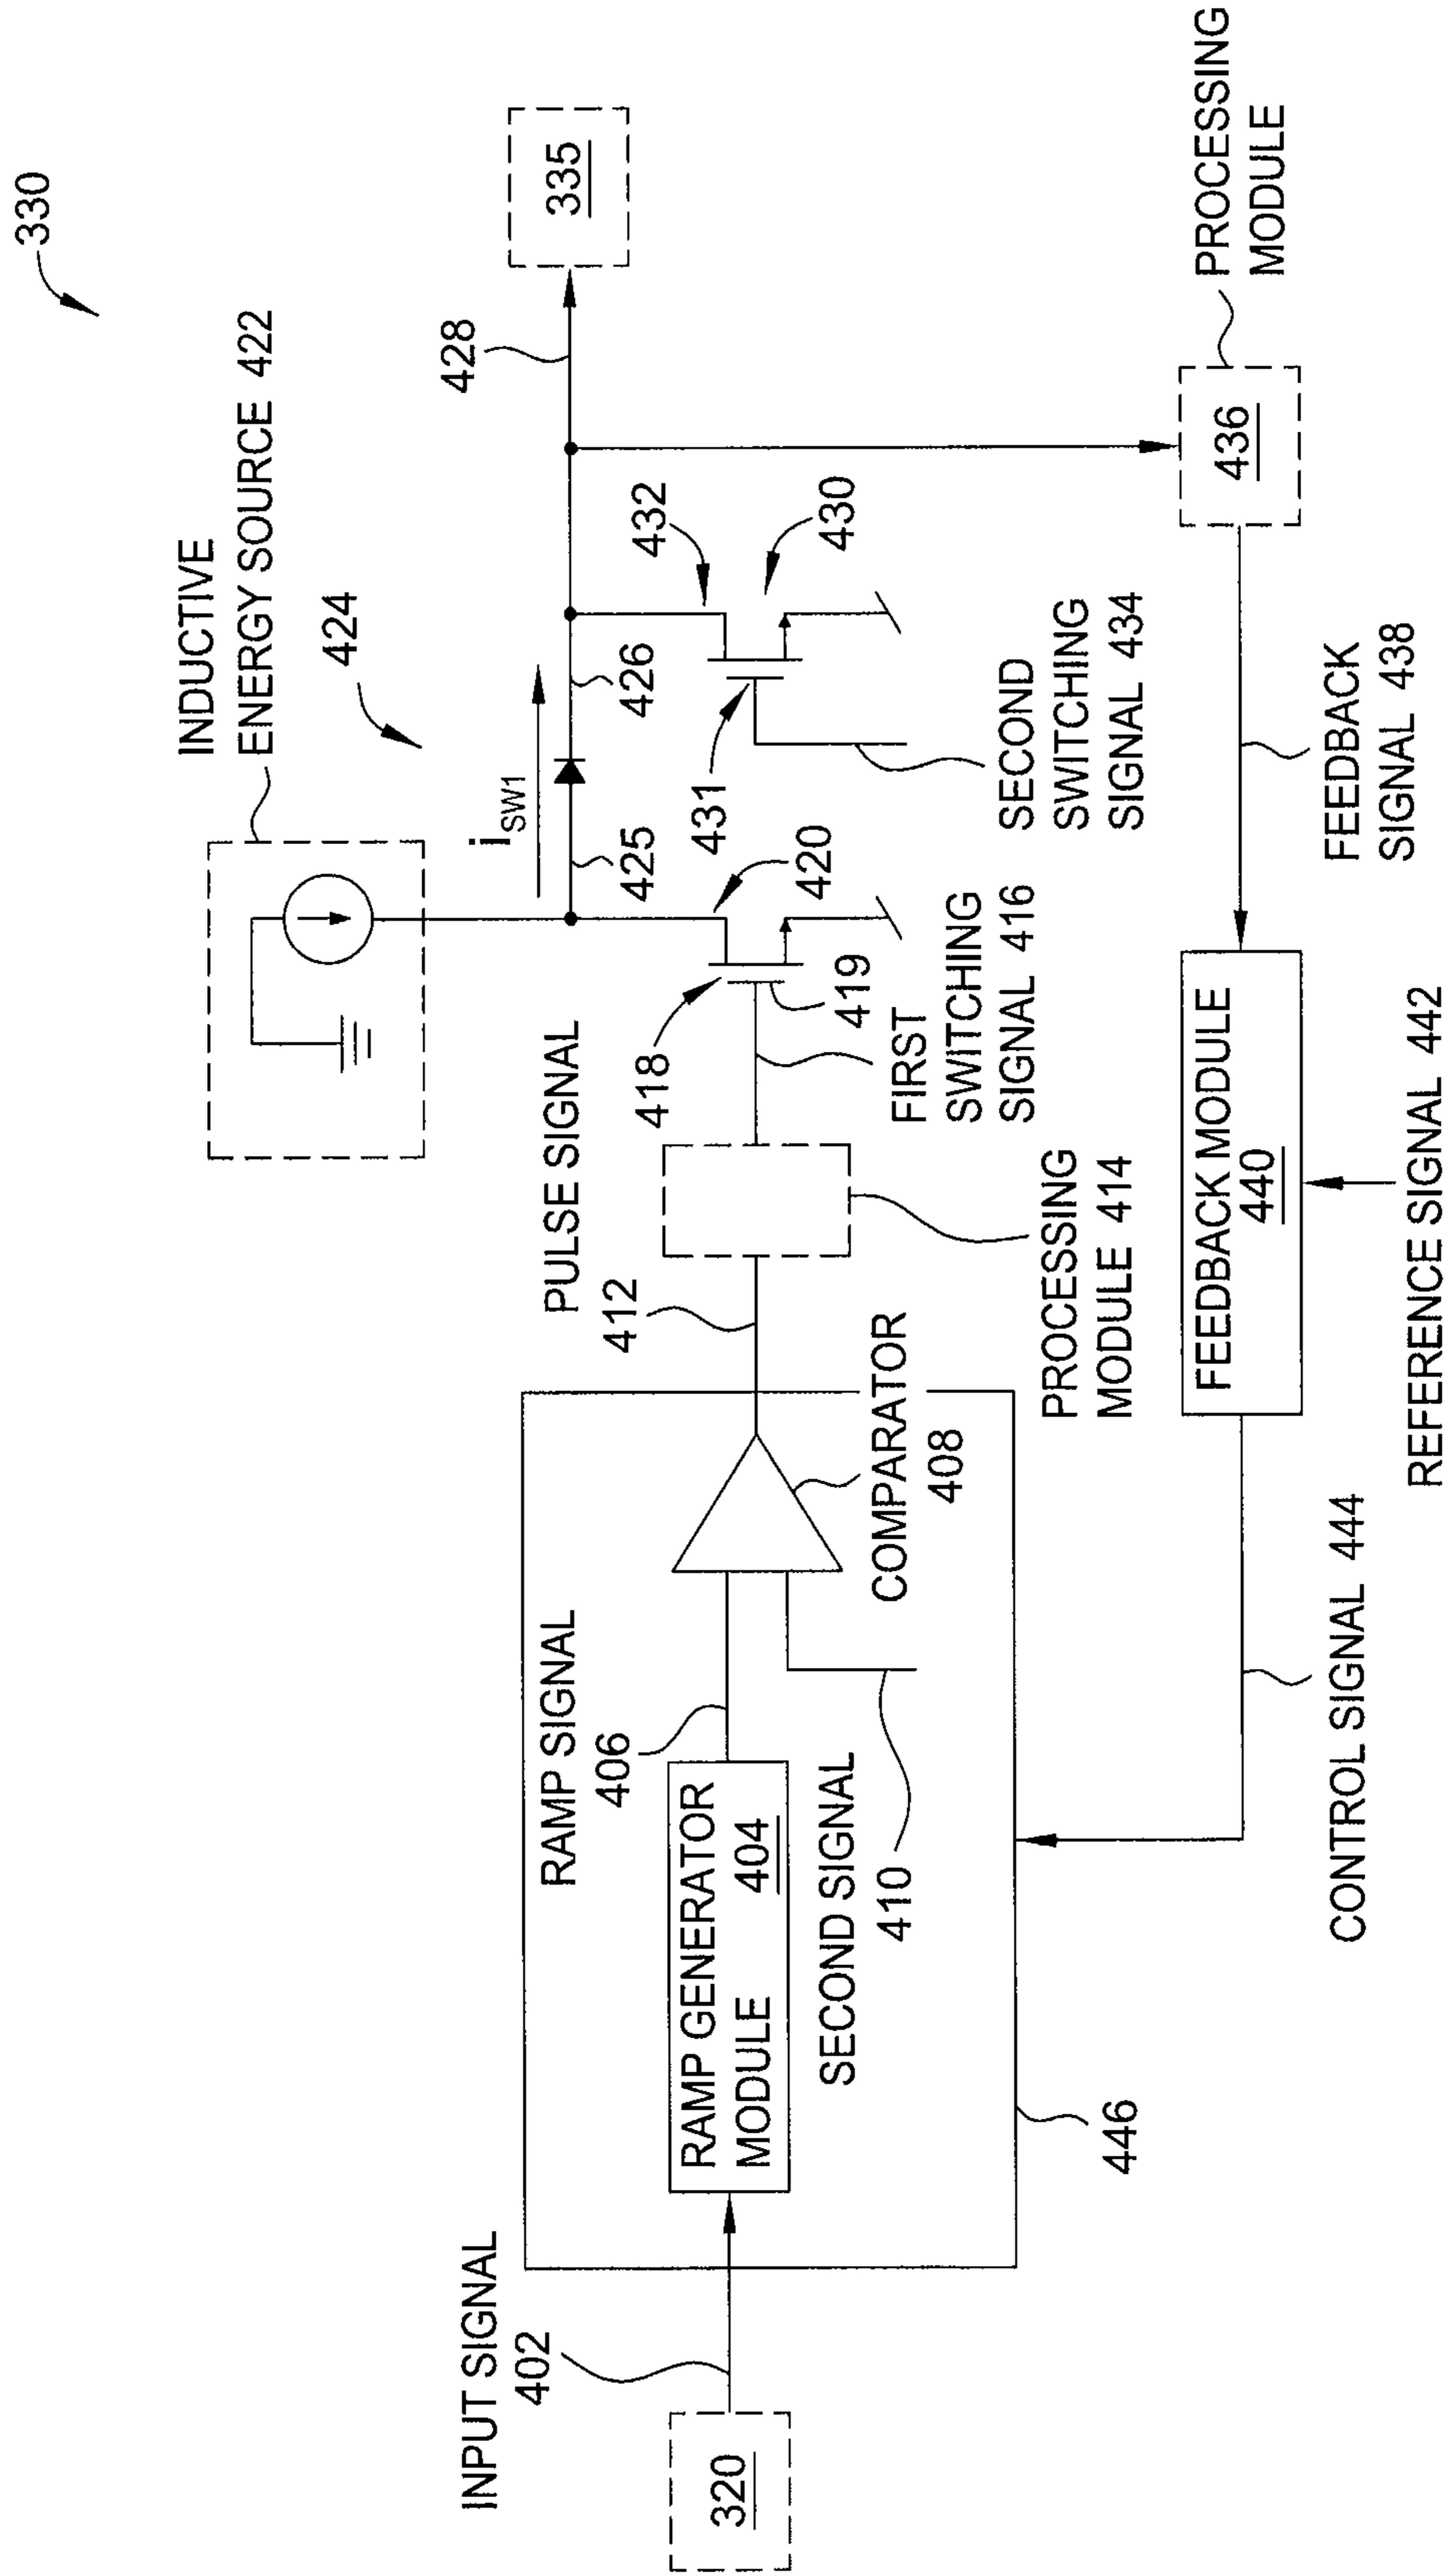 330
INDUCTIVE
ENERGY SOURCE 422
424
335
428
iSW1
425
426
432
430
431
420
418
419
PULSE SIGNAL
412
FIRST
SWITCHING
SIGNAL 416
SECOND
SWITCHING
SIGNAL 434
PROCESSING
MODULE 414
RAMP SIGNAL
406
COMPARATOR
408
RAMP GENERATOR
MODULE 404
SECOND SIGNAL
410
INPUT SIGNAL
402
320
446
PROCESSING
MODULE
436
FEEDBACK
SIGNAL 438
FEEDBACK MODULE
440
REFERENCE SIGNAL 442
CONTROL SIGNAL 444